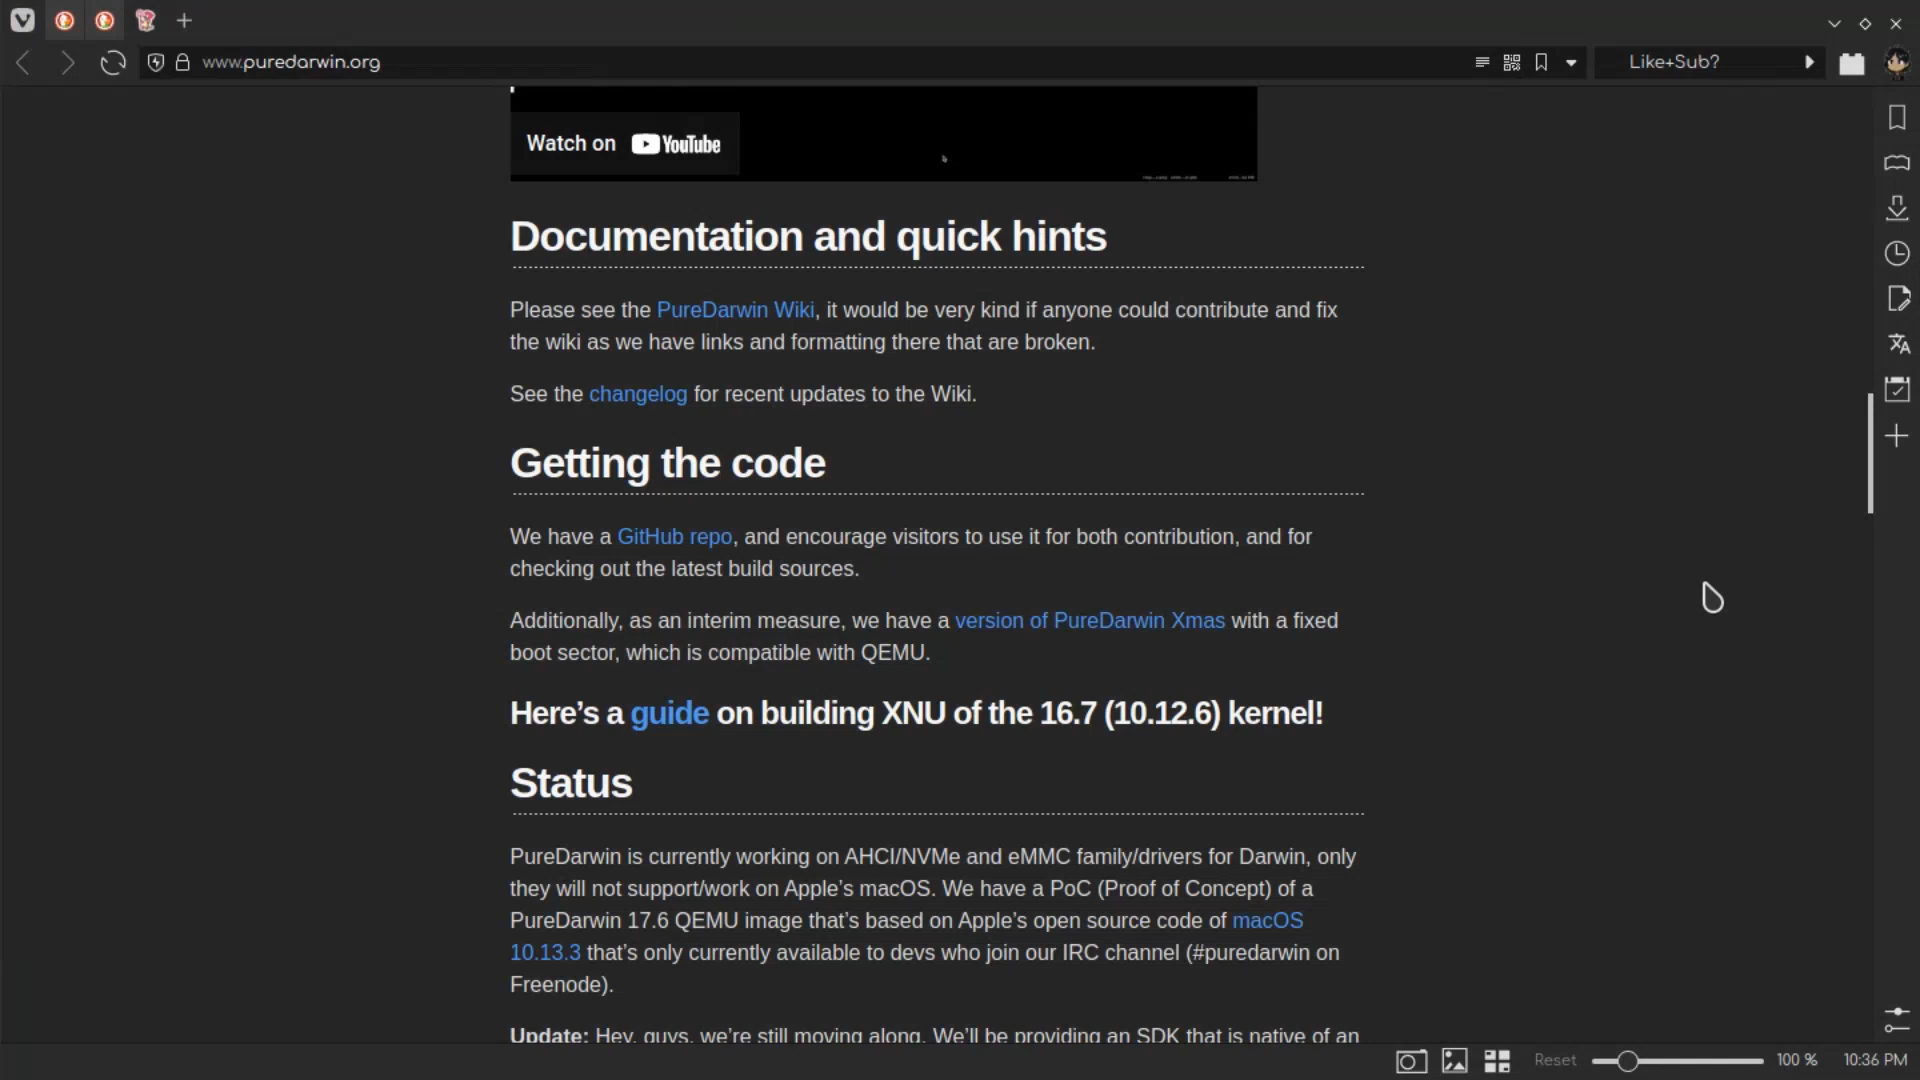 www.puredarwin.org
Like+Sub?
Watch on YouTube
Documentation and quick hints
Please see the PureDarwin Wiki, it would be very kind if anyone could contribute and fix
the wiki as we have links and formatting there that are broken.
See the changelog for recent updates to the Wiki.
Getting the code
We have a GitHub repo, and encourage visitors to use it for both contribution, and for
checking out the latest build sources.
Additionally, as an interim measure, we have a version of PureDarwin Xmas with a fixed
boot sector, which is compatible with QEMU.
Here’s a guide on building XNU of the 16.7 (10.12.6) kernel!
Status
PureDarwin is currently working on AHCI/NVMe and eMMC family/drivers for Darwin, only
they will not support/work on Apple’s macOS. We have a PoC (Proof of Concept) of a
PureDarwin 17.6 QEMU image that’s based on Apple’s open source code of macOS
10.13.3 that’s only currently available to devs who join our IRC channel (#puredarwin on
Freenode).
Update: Hey, guys, we’re still moving along. We’ll be providing an SDK that is native of an
Reset 100 % 10:36 PM